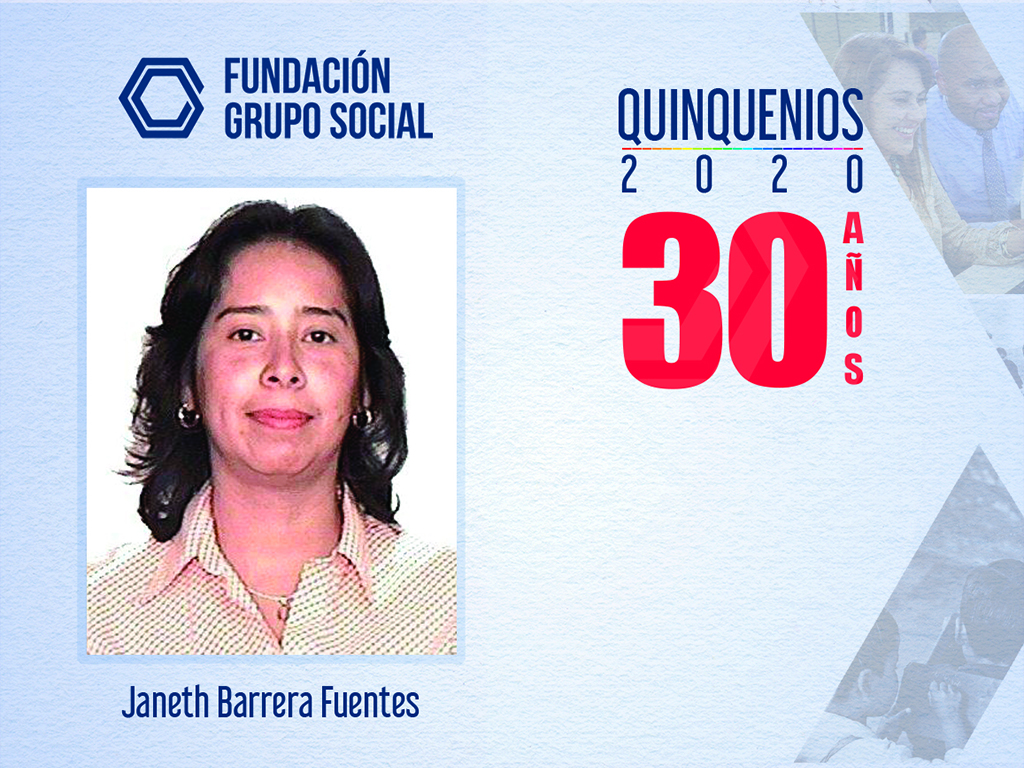 FUNDACIÓN
GRUPO SOCIAL
QUINQUENIOS
2020
30
AÑOS
Janeth Barrera Fuentes